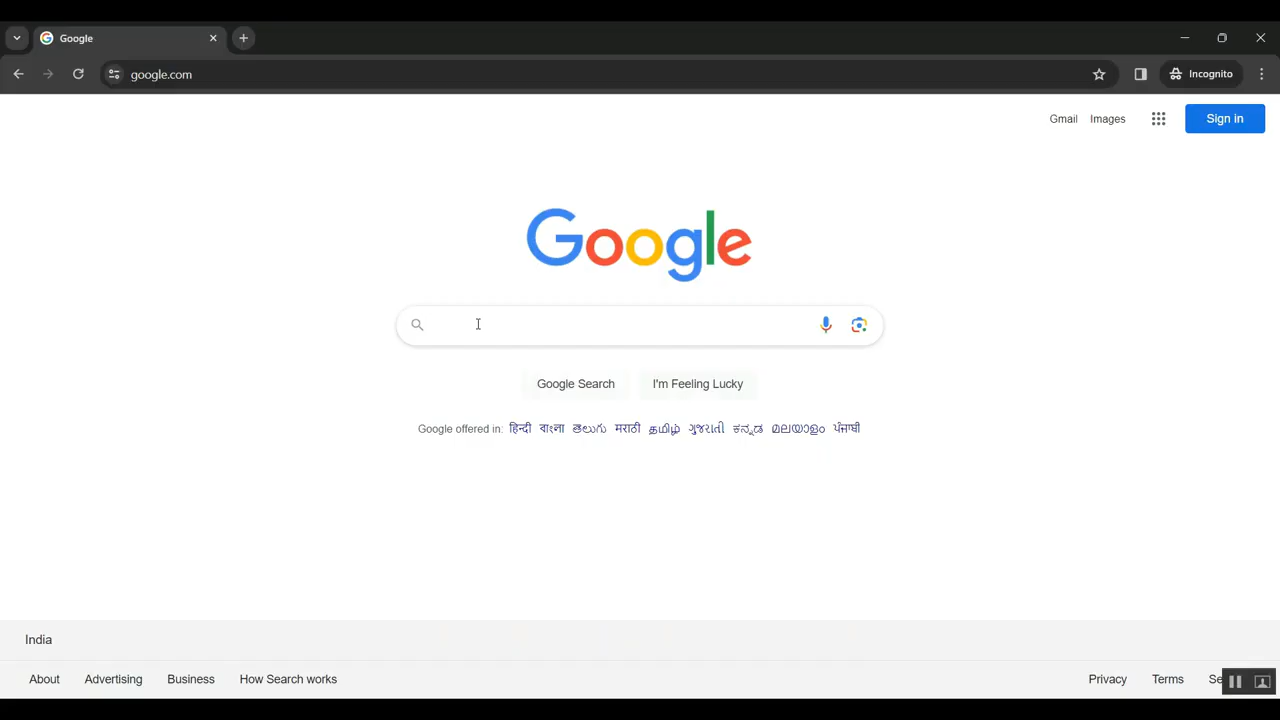 Google
google.com
Incognito
Gmail Images Sign in
Google
Google Search I'm Feeling Lucky
Google offered in: हिन्दी বাংলা తెలుగు मराठी தமிழ் ગુજરાતી ಕನ್ನಡ മലയാളം ਪੰਜਾਬੀ
India
About Advertising Business How Search works Privacy Terms Se